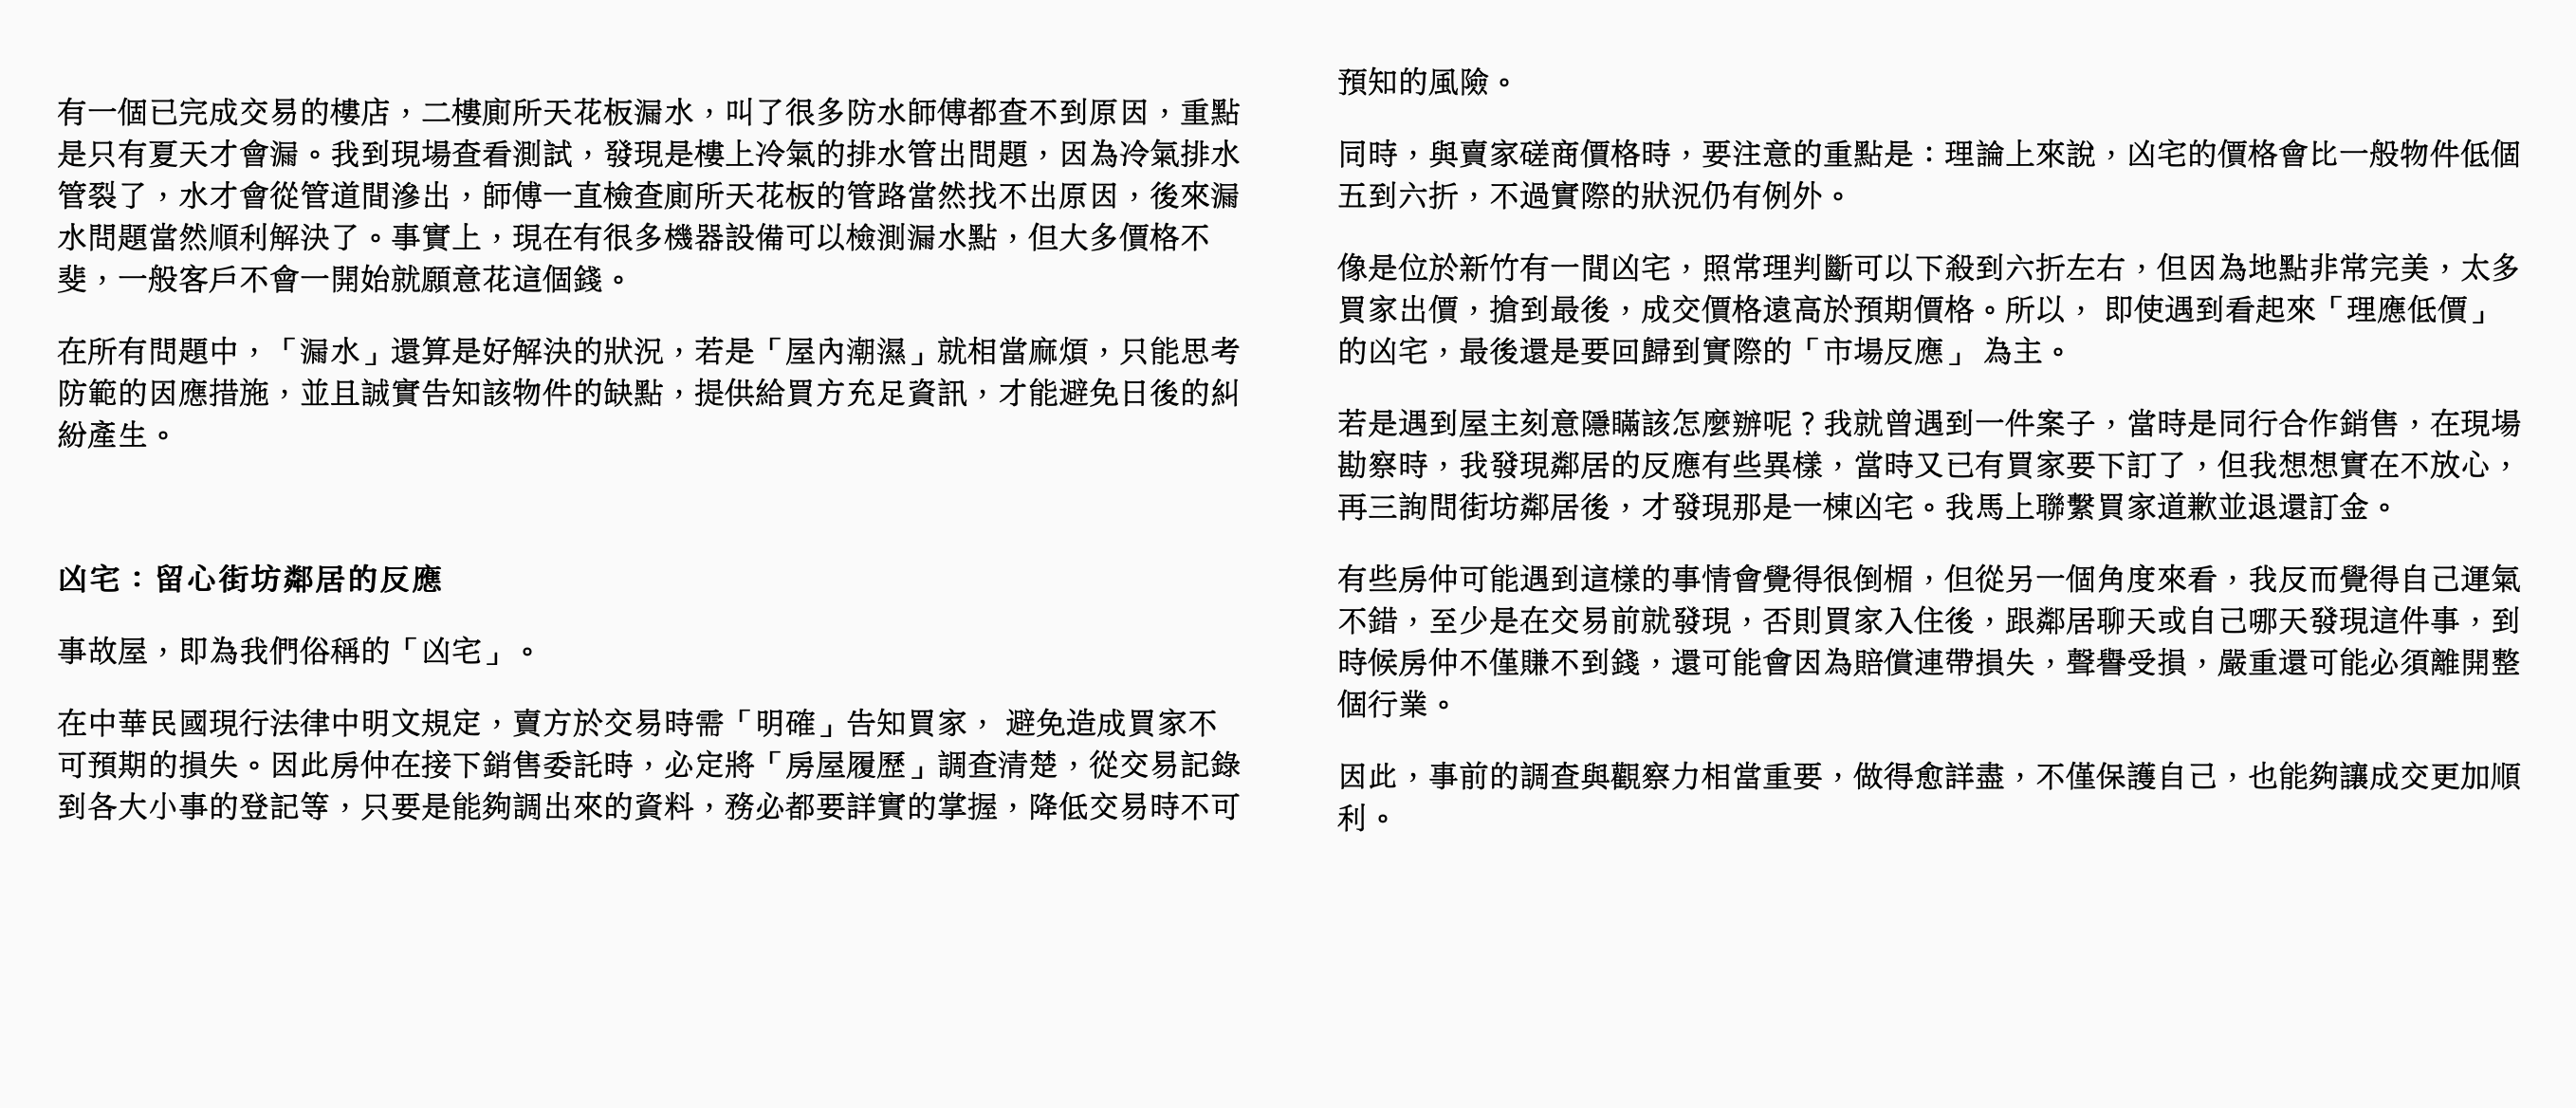 有一個已完成交易的樓店，二樓廁所天花板漏水，叫了很多防水師傅都查不到原因，重點
是只有夏天才會漏。我到現場查看測試，發現是樓上冷氣的排水管出問題，因為冷氣排水
管裂了，水才會從管道間滲出，師傅一直檢查廁所天花板的管路當然找不出原因，後來漏
水問題當然順利解決了。事實上，現在有很多機器設備可以檢測漏水點，但大多價格不
斐，一般客戶不會一開始就願意花這個錢。
在所有問題中，「漏水」還算是好解決的狀況，若是「屋內潮濕」就相當麻煩，只能思考
防範的因應措施，並且誠實告知該物件的缺點，提供給買方充足資訊，才能避免日後的糾
紛產生。
凶宅：留心街坊鄰居的反應
事故屋，即為我們俗稱的「凶宅」。
在中華民國現行法律中明文規定，賣方於交易時需「明確」告知買家， 避免造成買家不
可預期的損失。因此房仲在接下銷售委託時，必定將「房屋履歷」調查清楚，從交易記錄
到各大小事的登記等，只要是能夠調出來的資料，務必都要詳實的掌握，降低交易時不可
預知的風險。
同時，與賣家磋商價格時，要注意的重點是：理論上來說，凶宅的價格會比一般物件低個
五到六折，不過實際的狀況仍有例外。
像是位於新竹有一間凶宅，照常理判斷可以下殺到六折左右，但因為地點非常完美，太多
買家出價，搶到最後，成交價格遠高於預期價格。所以， 即使遇到看起來「理應低價」
的凶宅，最後還是要回歸到實際的「市場反應」 為主。
若是遇到屋主刻意隱瞞該怎麼辦呢？我就曾遇到一件案子，當時是同行合作銷售，在現場
勘察時，我發現鄰居的反應有些異樣，當時又已有買家要下訂了，但我想想實在不放心，
再三詢問街坊鄰居後，才發現那是一棟凶宅。我馬上聯繫買家道歉並退還訂金。
有些房仲可能遇到這樣的事情會覺得很倒楣，但從另一個角度來看，我反而覺得自己運氣
不錯，至少是在交易前就發現，否則買家入住後，跟鄰居聊天或自己哪天發現這件事，到
時候房仲不僅賺不到錢，還可能會因為賠償連帶損失，聲譽受損，嚴重還可能必須離開整
個行業。
因此，事前的調查與觀察力相當重要，做得愈詳盡，不僅保護自己，也能夠讓成交更加順
利。